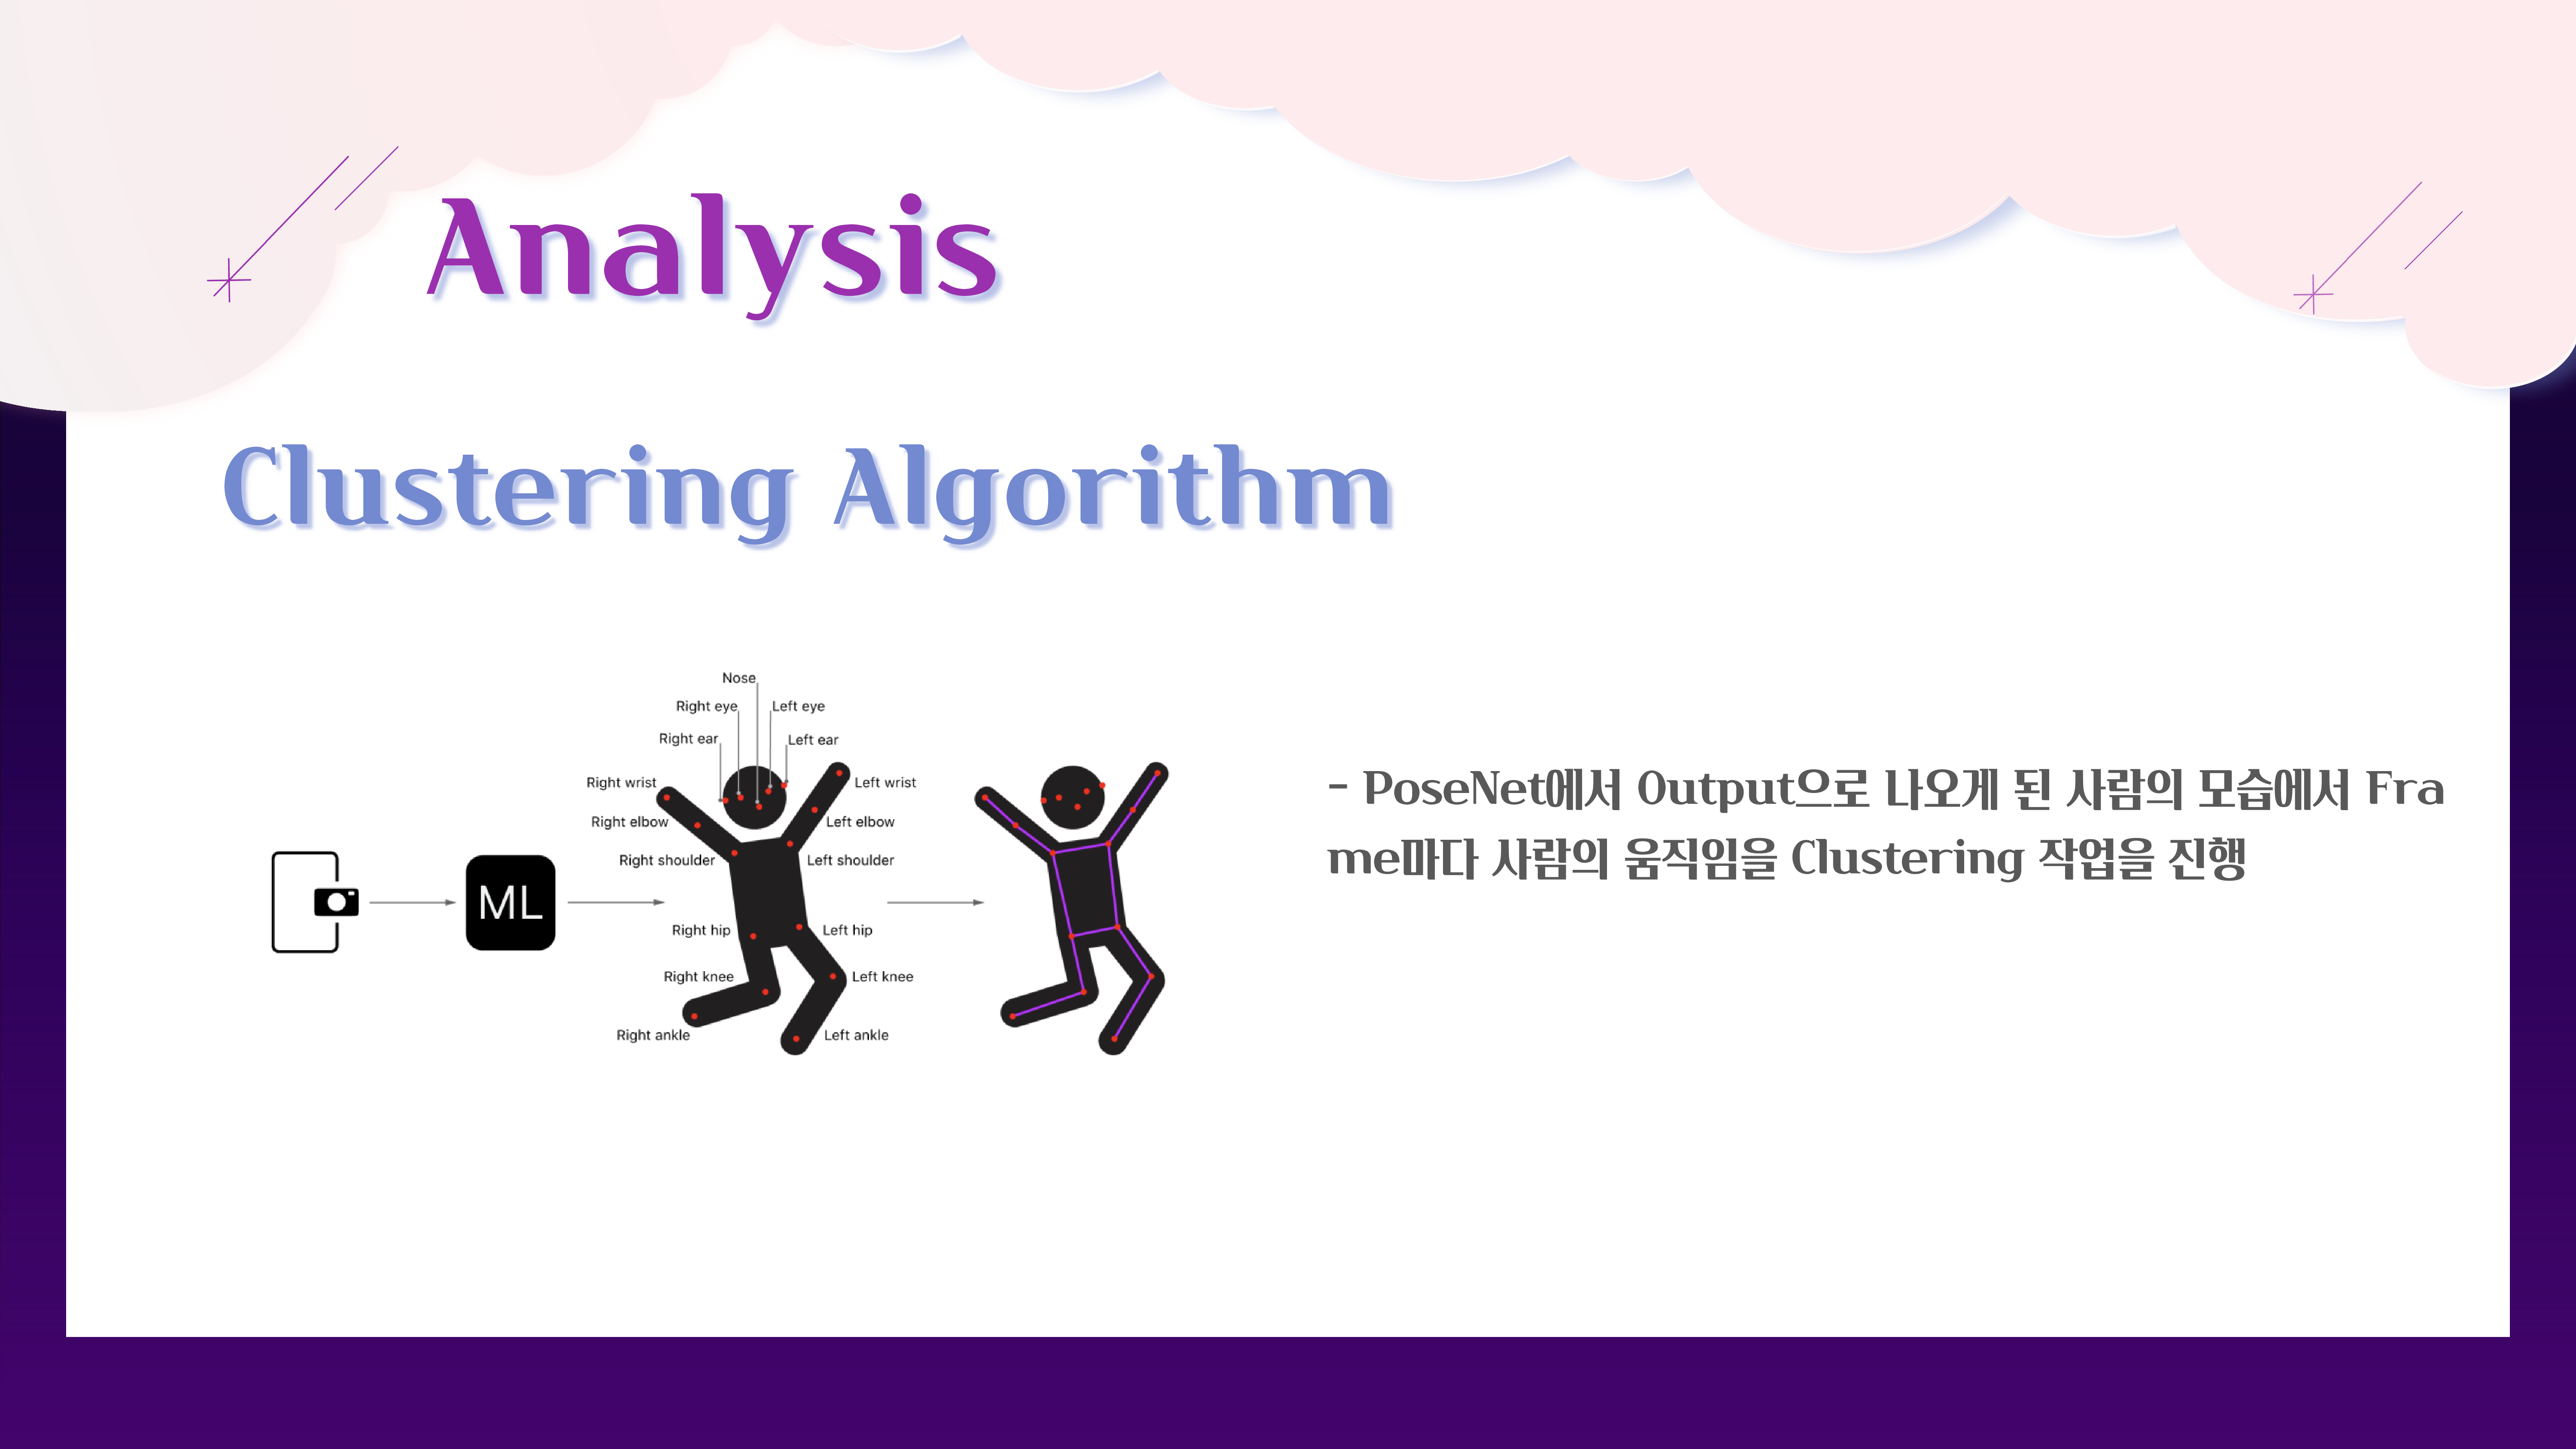 Analysis
Clustering Algorithm
Nose
Right eye
Left eye
Right ear
Left ear
Right wrist
Left wrist
Right elbow
Left elbow
Right shoulder
Left shoulder
ML
Right hip
Left hip
Right knee
Left knee
Right ankle
Left ankle
- PoseNet에서 Output으로 나오게 된 사람의 모습에서 Fra
me마다 사람의 움직임을 Clustering 작업을 진행